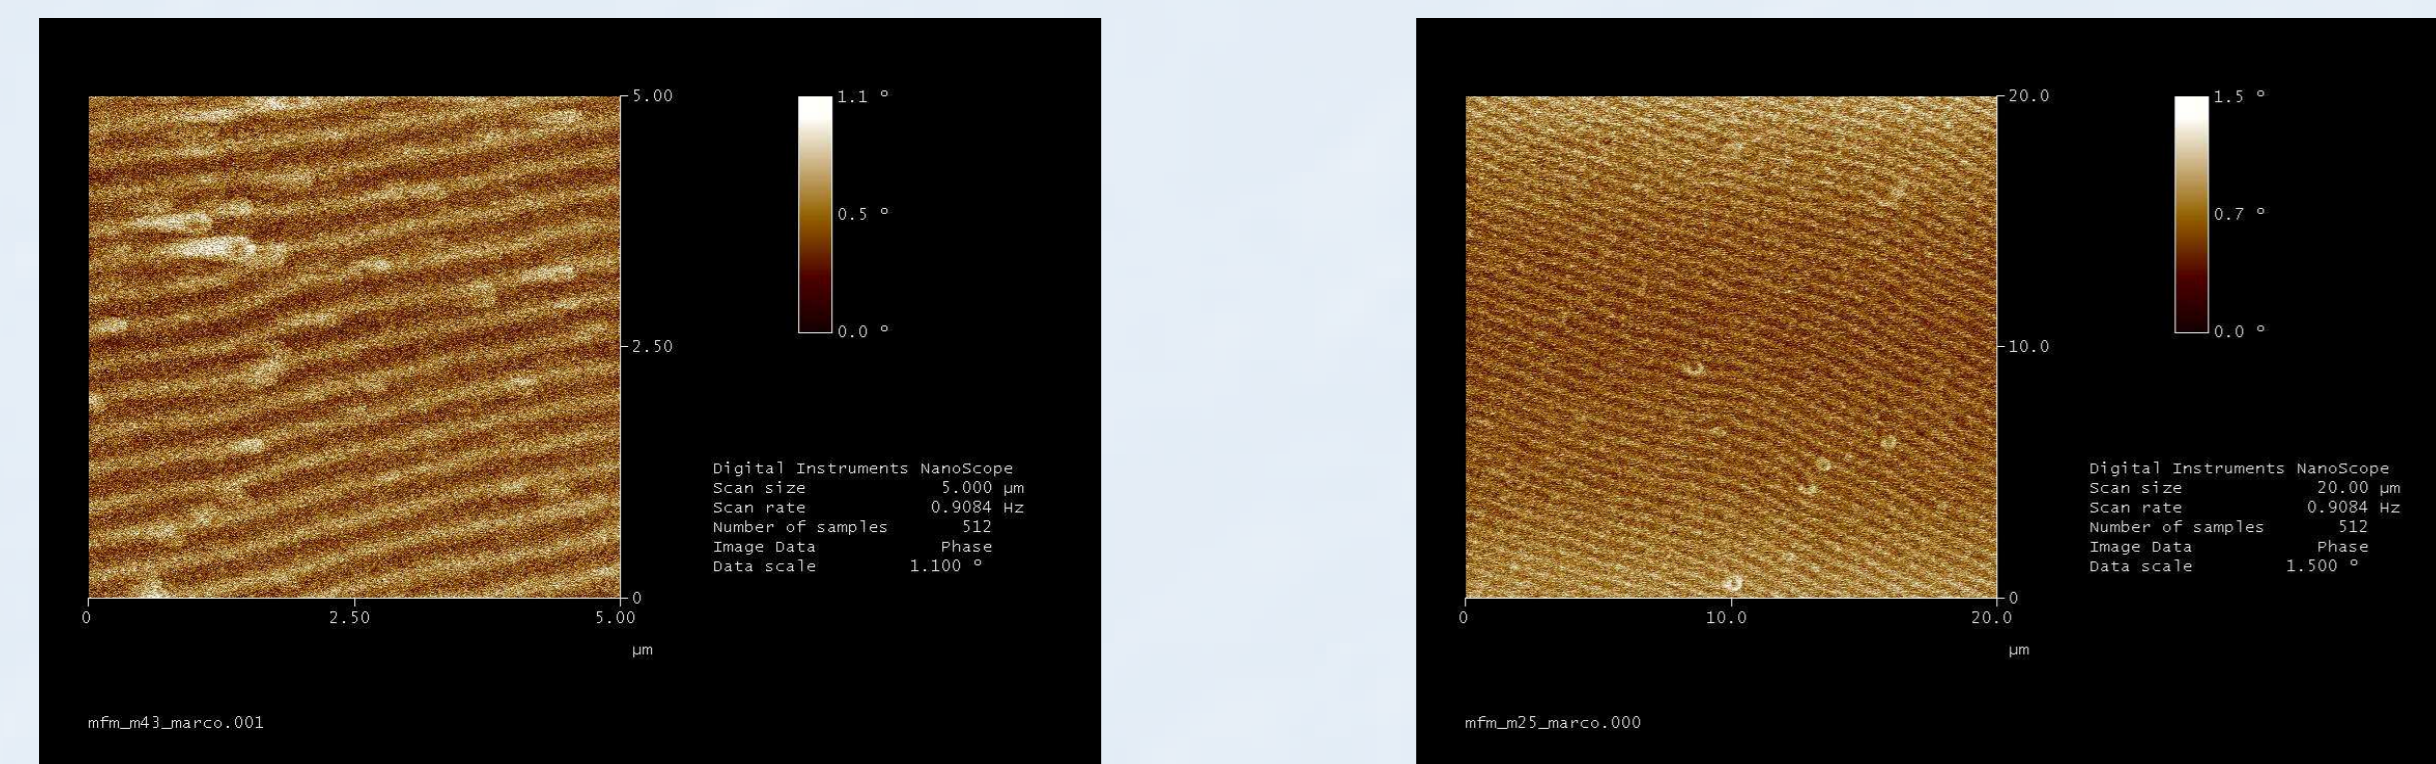 5.00
1.1 °
0.5 °
0.0 °
2.50
Digital Instruments NanoScope
Scan size 5.000 µm
Scan rate 0.9084 Hz
Number of samples 512
Image Data Phase
Data scale 1.100 °
0
0 2.50 5.00
µm
mfm_m43_marco.001
20.0
1.5 °
0.7 °
0.0 °
10.0
Digital Instruments NanoScope
Scan size 20.00 µm
Scan rate 0.9084 Hz
Number of samples 512
Image Data Phase
Data scale 1.500 °
0
0 10.0 20.0
µm
mfm_m25_marco.000